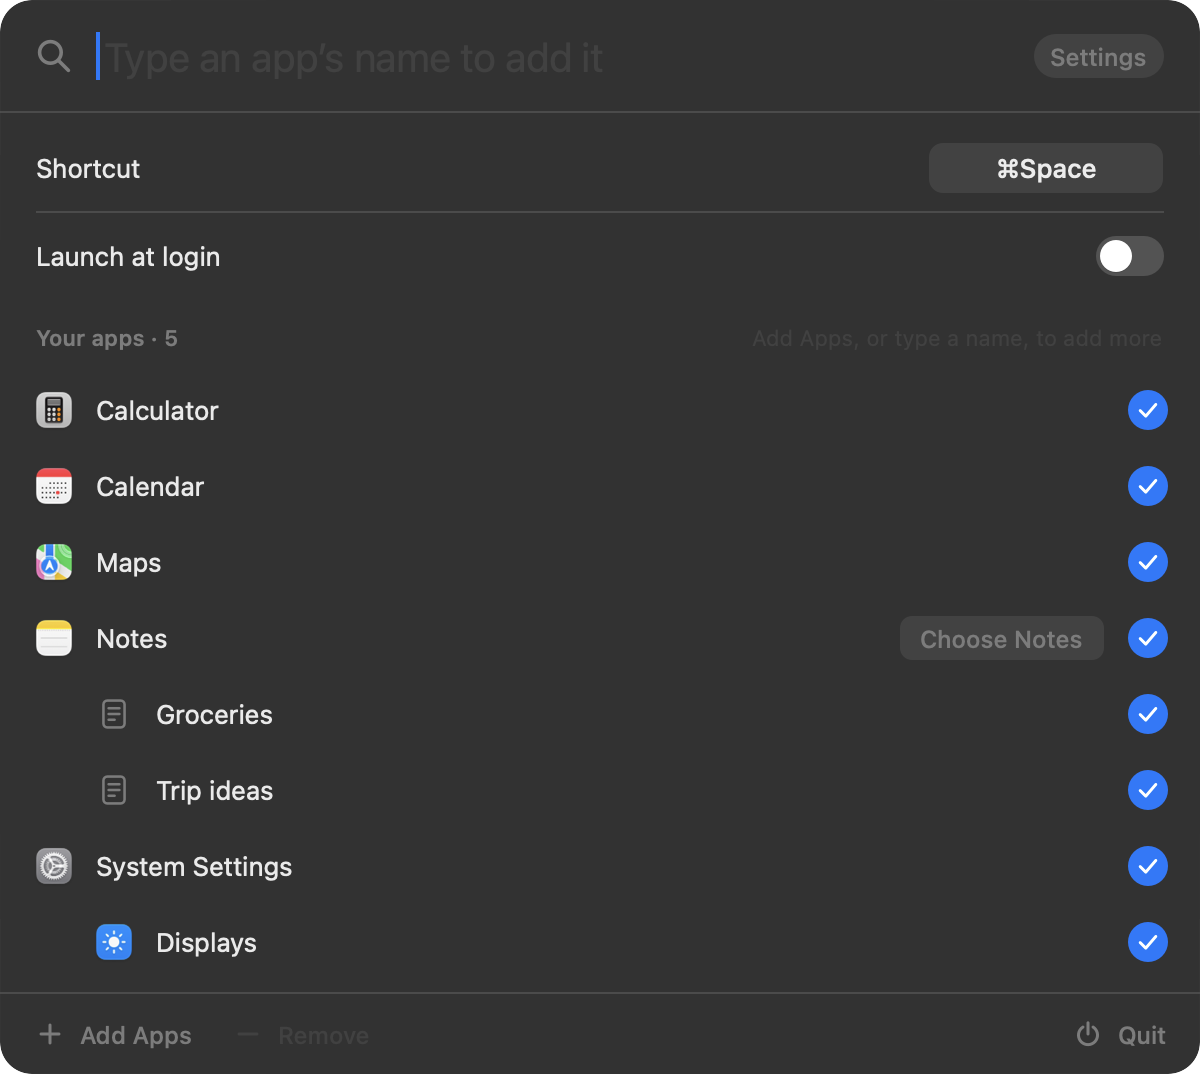 Type an app’s name to add it
Settings
Shortcut
⌘Space
Launch at login
Your apps · 5
Add Apps, or type a name, to add more
Calculator
Calendar
Maps
Notes
Choose Notes
Groceries
Trip ideas
System Settings
Displays
Add Apps
Remove
Quit